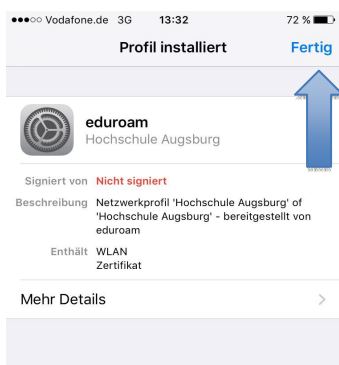 Vodafone.de 3G 13:32 72 %
Profil installiert Fertig
eduroam
Hochschule Augsburg
Signiert von Nicht signiert
Beschreibung Netzwerkprofil 'Hochschule Augsburg' of
'Hochschule Augsburg' - bereitgestellt von
eduroam
Enthält WLAN
Zertifikat
Mehr Details